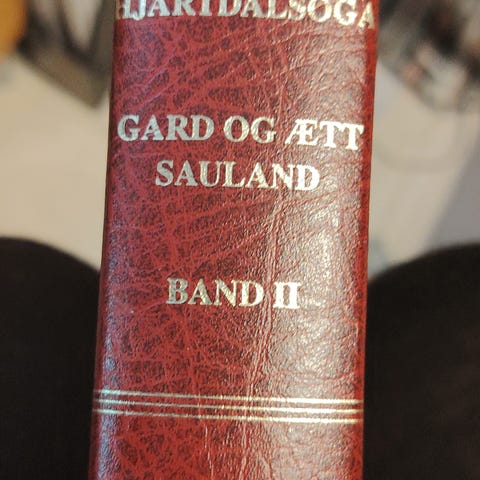 HJARTDALSOGA
GARD OG ÆTT
SAULAND
BAND II